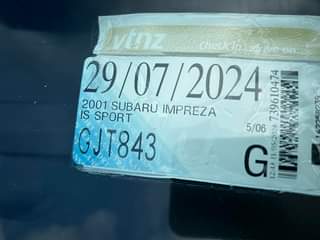 vtnz
29/07/2024
2001 SUBARU IMPREZA
IS SPORT
5/06
GJT843
G
739610474